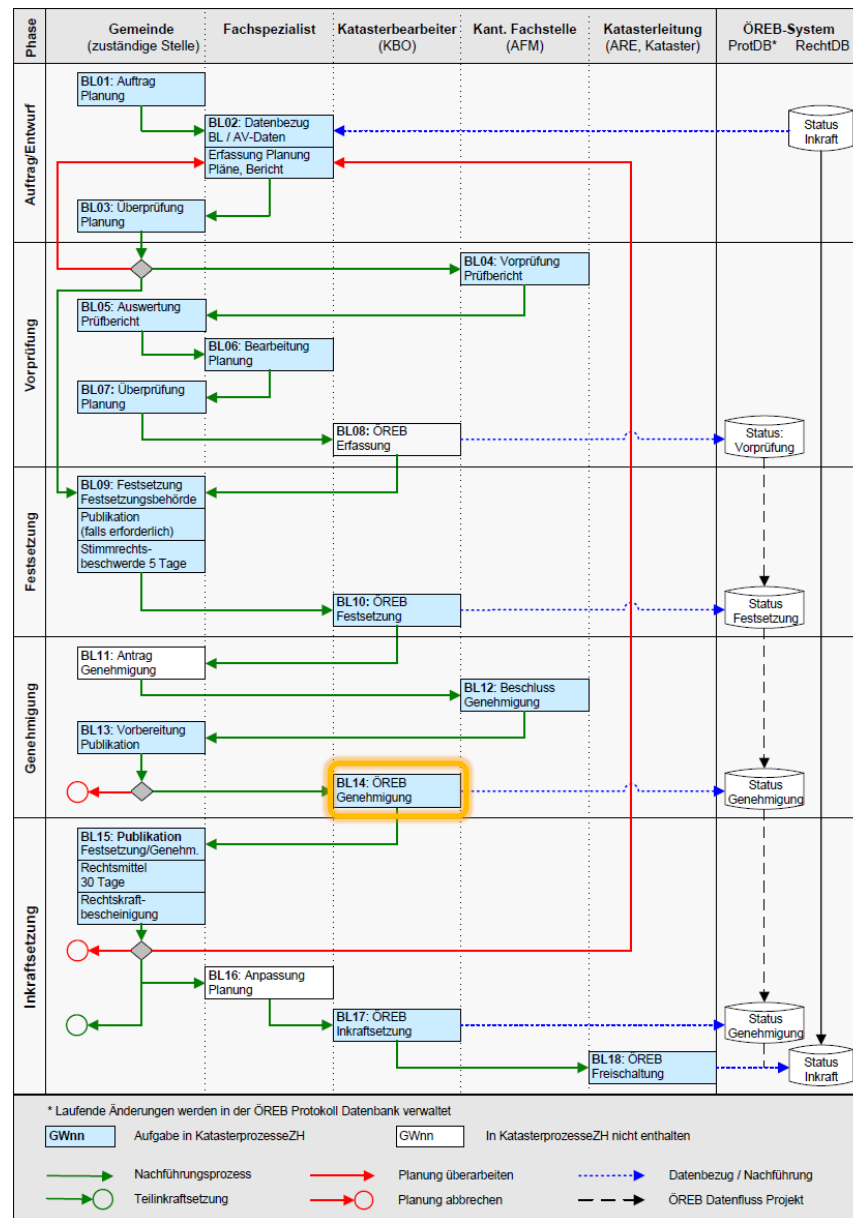 Phase
Gemeinde
(zuständige Stelle)
Fachspezialist
Katasterbearbeiter
(KBO)
Kant. Fachstelle
(AFM)
Katasterleitung
(ARE, Kataster)
ÖREB-System
ProtDB* RechtDB
Auftrag/Entwurf
BL01: Auftrag
Planung
BL02: Datenbezug
BL / AV-Daten
Erfassung Planung
Pläne, Bericht
Status
Inkraft
BL03: Überprüfung
Planung
Vorprüfung
BL04: Vorprüfung
Prüfbericht
BL05: Auswertung
Prüfbericht
BL06: Bearbeitung
Planung
BL07: Überprüfung
Planung
BL08: ÖREB
Erfassung
Status:
Vorprüfung
Festsetzung
BL09: Festsetzung
Festsetzungsbehörde
Publikation
(falls erforderlich)
Stimmrechts-
beschwerde 5 Tage
BL10: ÖREB
Festsetzung
Status
Festsetzung
Genehmigung
BL11: Antrag
Genehmigung
BL12: Beschluss
Genehmigung
BL13: Vorbereitung
Publikation
BL14: ÖREB
Genehmigung
Status
Genehmigung
Inkraftsetzung
BL15: Publikation
Festsetzung/Genehm.
Rechtsmittel
30 Tage
Rechtskraft-
bescheinigung
BL16: Anpassung
Planung
BL17: ÖREB
Inkraftsetzung
Status
Genehmigung
BL18: ÖREB
Freischaltung
Status
Inkraft
* Laufende Änderungen werden in der ÖREB Protokoll Datenbank verwaltet
GWnn Aufgabe in KatasterprozesseZH GWnn In KatasterprozesseZH nicht enthalten
Nachführungsprozess Planung überarbeiten Datenbezug / Nachführung
Teilinkraftsetzung Planung abbrechen ÖREB Datenfluss Projekt